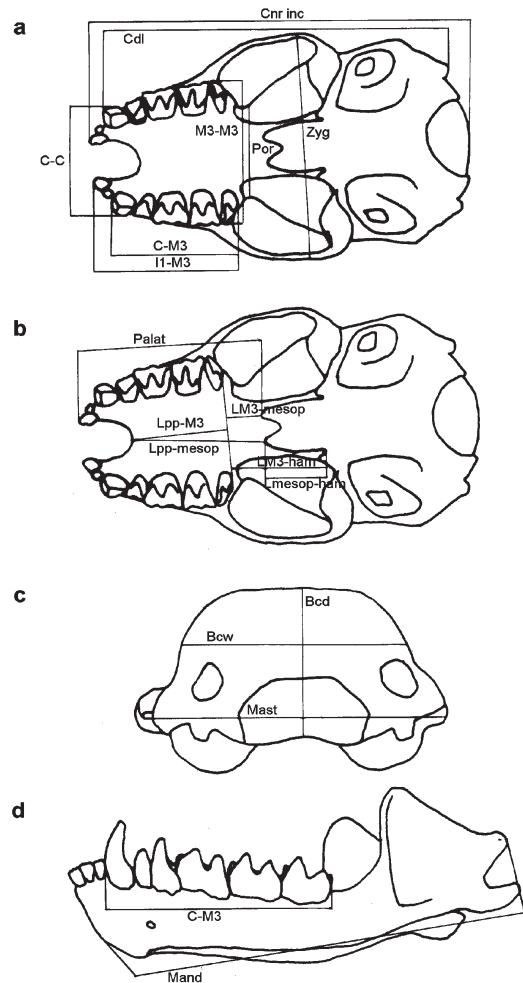 a
Cnr inc
Cdl
M3-M3
Zyg
Por
C-C
C-M3
I1-M3
b
Palat
LM3-mesop
Lpp-M3
Lpp-mesop
LM3-ham
Lmesop-ham
c
Bcd
Bcw
Mast
d
C-M3
Mand